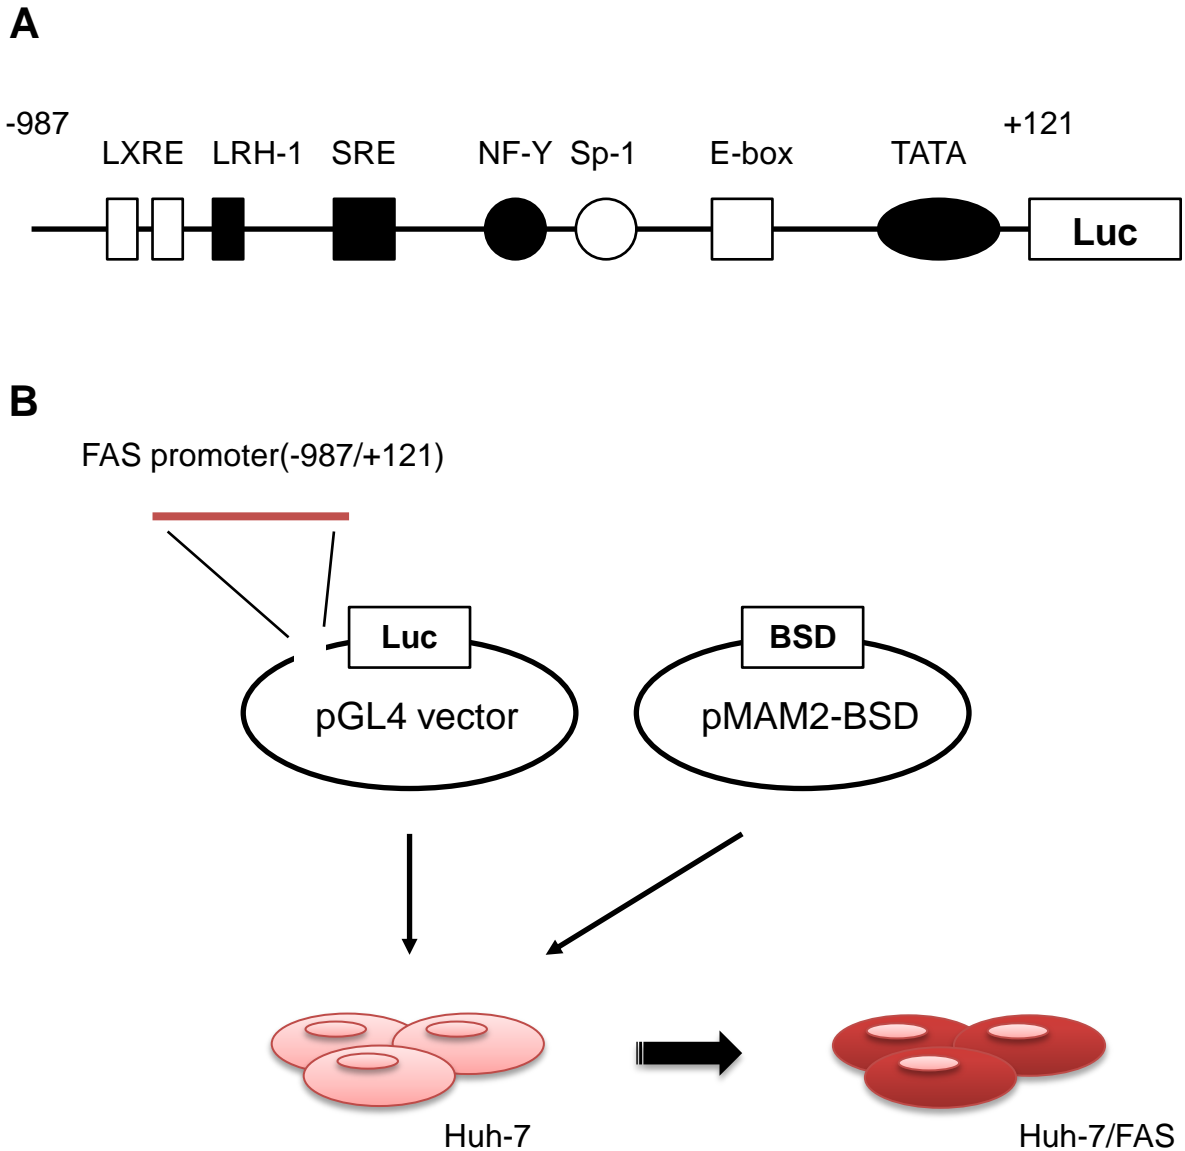 A
-987
+121
LXRE LRH-1 SRE NF-Y Sp-1 E-box TATA
Luc
B
FAS promoter(-987/+121)
Luc BSD
pGL4 vector pMAM2-BSD
Huh-7 Huh-7/FAS